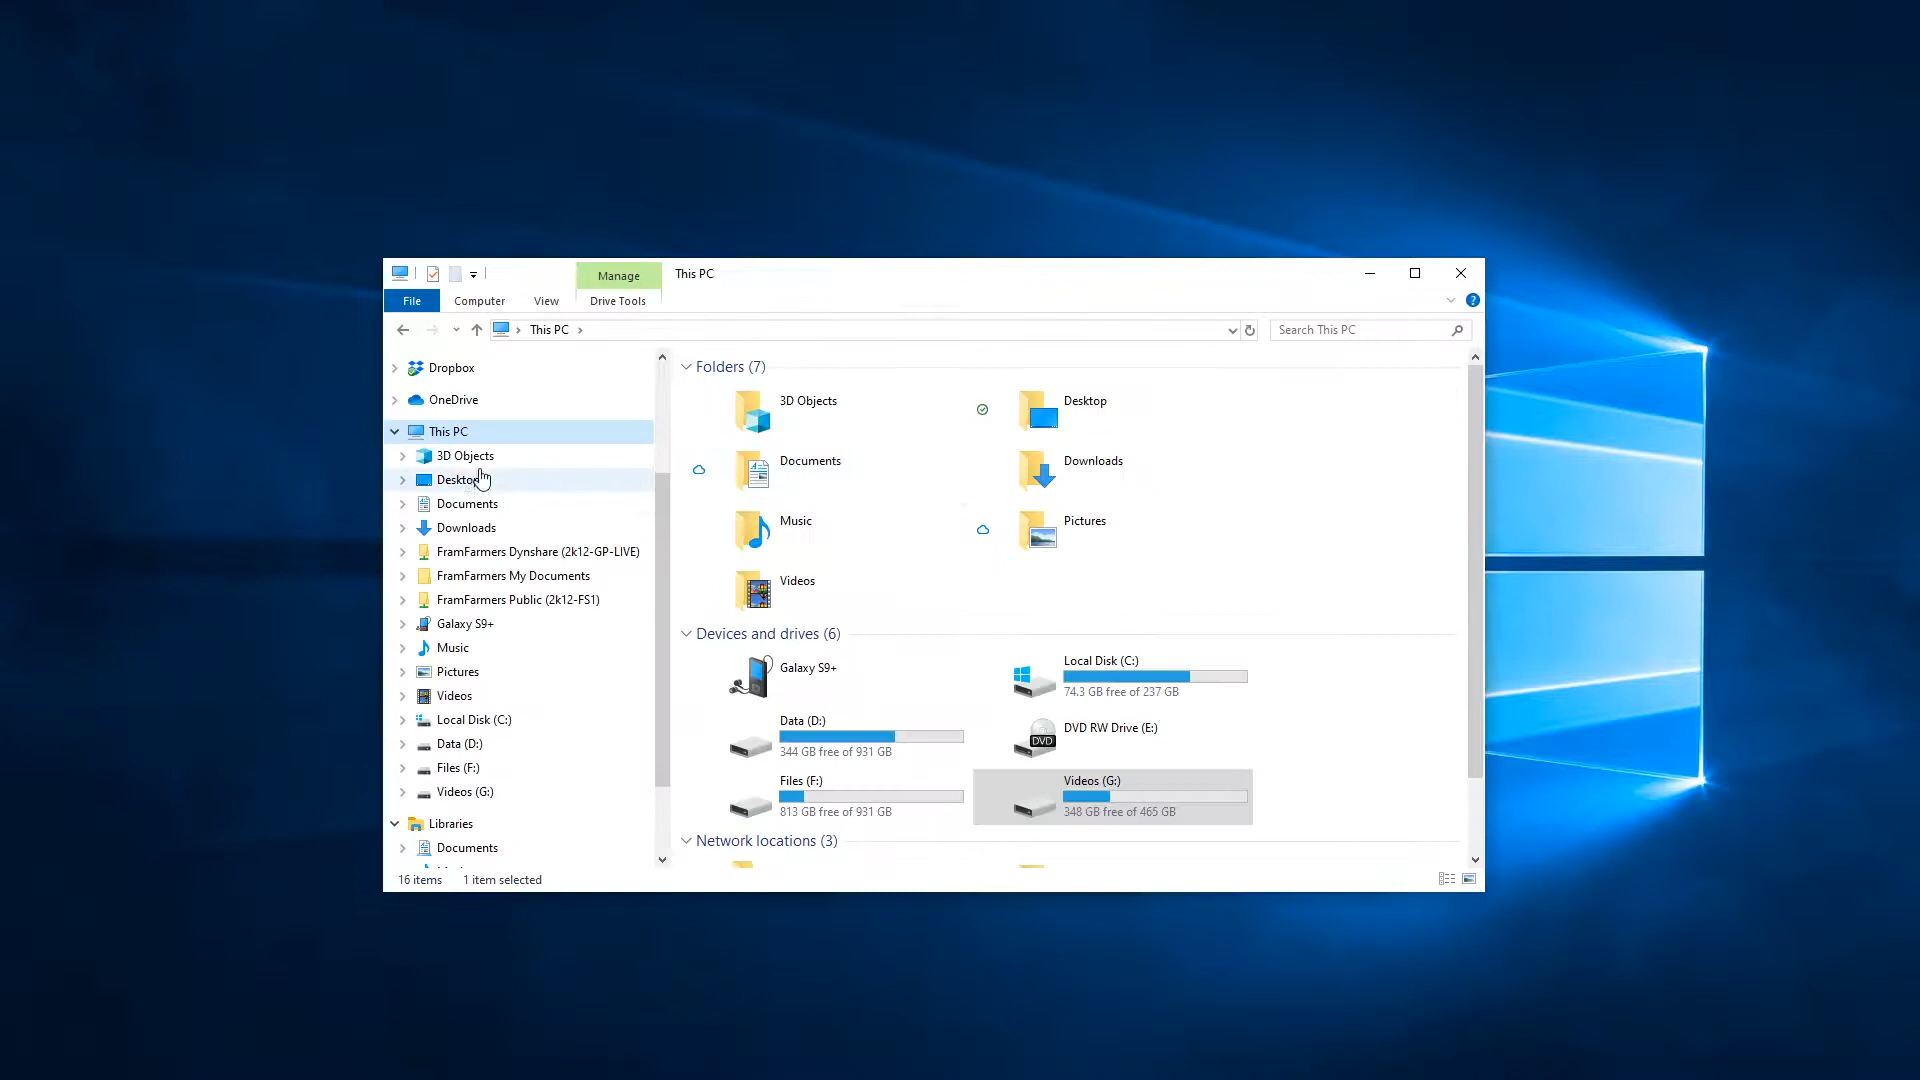 Manage
This PC
File
Computer
View
Drive Tools
This PC
Search This PC
Dropbox
OneDrive
This PC
3D Objects
Desktop
Documents
Downloads
FramFarmers Dynshare (2k12-GP-LIVE)
FramFarmers My Documents
FramFarmers Public (2k12-FS1)
Galaxy S9+
Music
Pictures
Videos
Local Disk (C:)
Data (D:)
Files (F:)
Videos (G:)
Libraries
Documents
Folders (7)
3D Objects
Desktop
Documents
Downloads
Music
Pictures
Videos
Devices and drives (6)
Galaxy S9+
Local Disk (C:)
74.3 GB free of 237 GB
Data (D:)
344 GB free of 931 GB
DVD
DVD RW Drive (E:)
Files (F:)
813 GB free of 931 GB
Videos (G:)
348 GB free of 465 GB
Network locations (3)
16 items
1 item selected